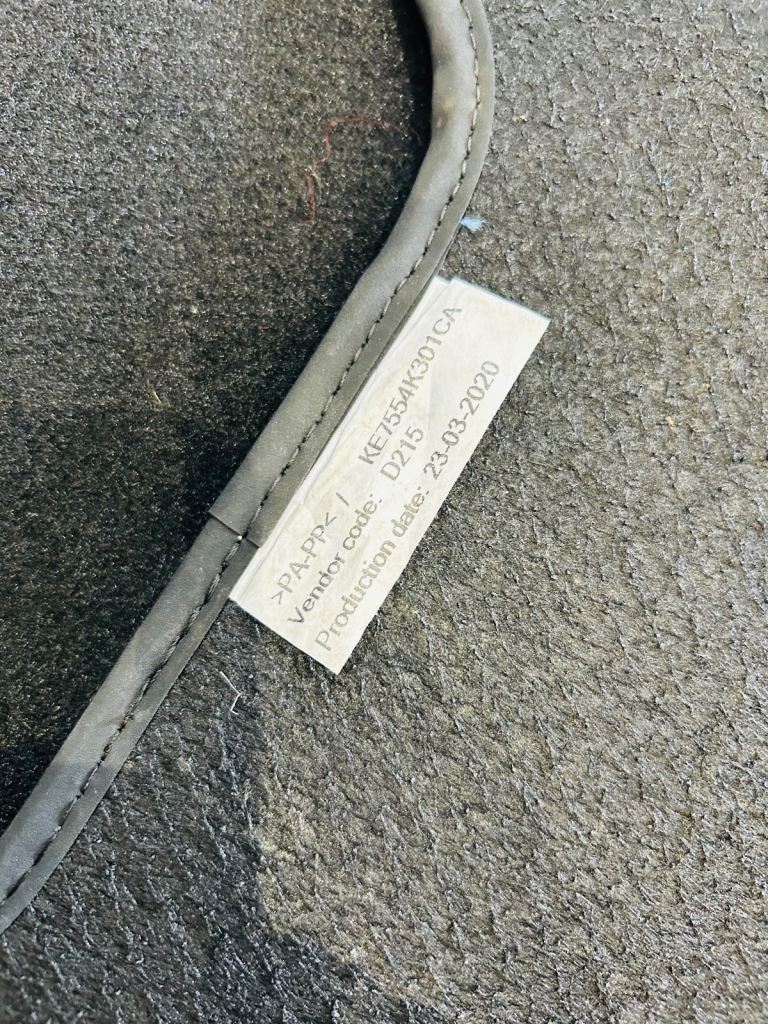 >PA-PP< / KE7554K301CA
Vendor code: D215
Production date: 23-03-2020